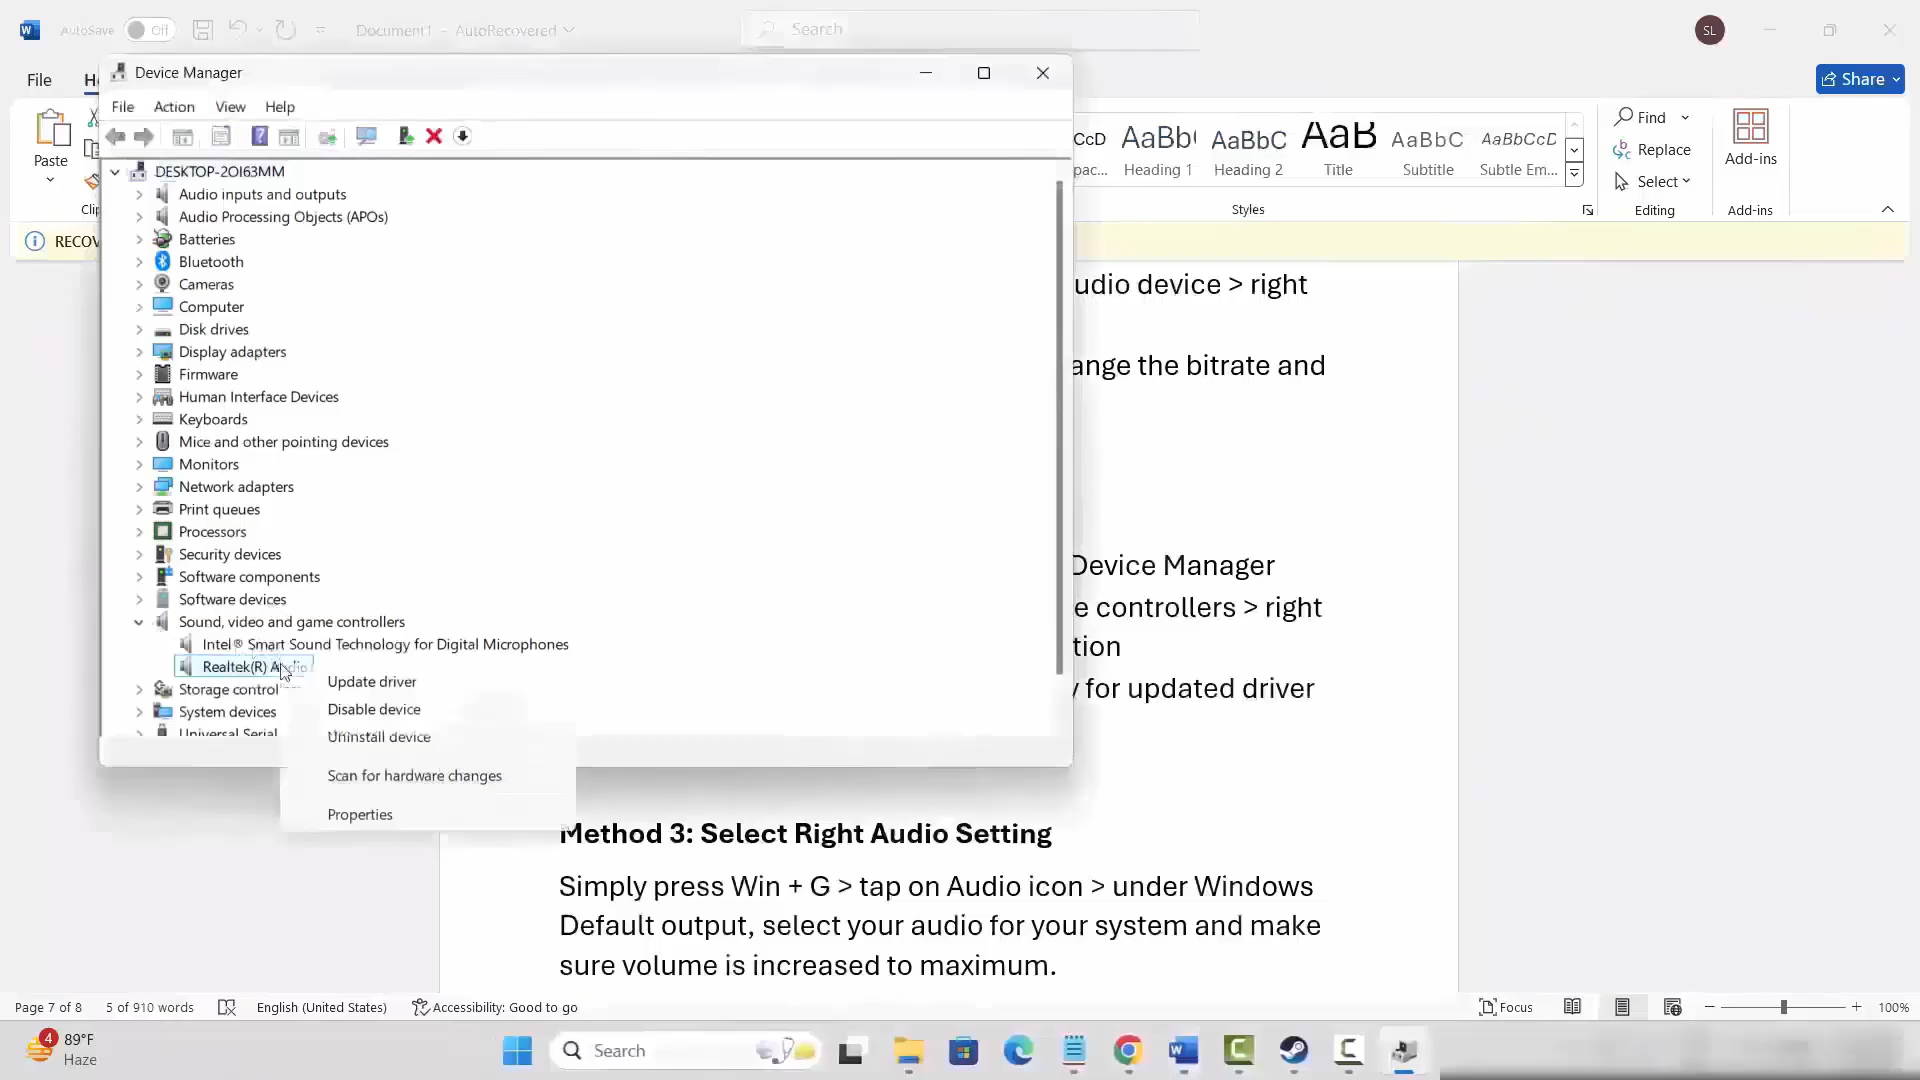 AutoSave Off Document1 - AutoRecovered
Search
SL
File
Share
Device Manager
File Action View Help
Paste
Find
Replace
Select
Editing
Add-ins
Add-ins
CcD AaBb( AaBbC AaB AaBbC AaBbCcD
pac... Heading 1 Heading 2 Title Subtitle Subtle Em...
Styles
RECOV
DESKTOP-2OI63MM
Audio inputs and outputs
Audio Processing Objects (APOs)
Batteries
Bluetooth
Cameras
Computer
Disk drives
Display adapters
Firmware
Human Interface Devices
Keyboards
Mice and other pointing devices
Monitors
Network adapters
Print queues
Processors
Security devices
Software components
Software devices
Sound, video and game controllers
Intel® Smart Sound Technology for Digital Microphones
Realtek(R) Audio
Storage control
System devices
Universal Serial
Update driver
Disable device
Uninstall device
Scan for hardware changes
Properties
udio device > right
ange the bitrate and
Device Manager
e controllers > right
tion
y for updated driver
Method 3: Select Right Audio Setting
Simply press Win + G > tap on Audio icon > under Windows
Default output, select your audio for your system and make
sure volume is increased to maximum.
Page 7 of 8 5 of 910 words English (United States) Accessibility: Good to go Focus 100%
4
89°F
Haze
Search